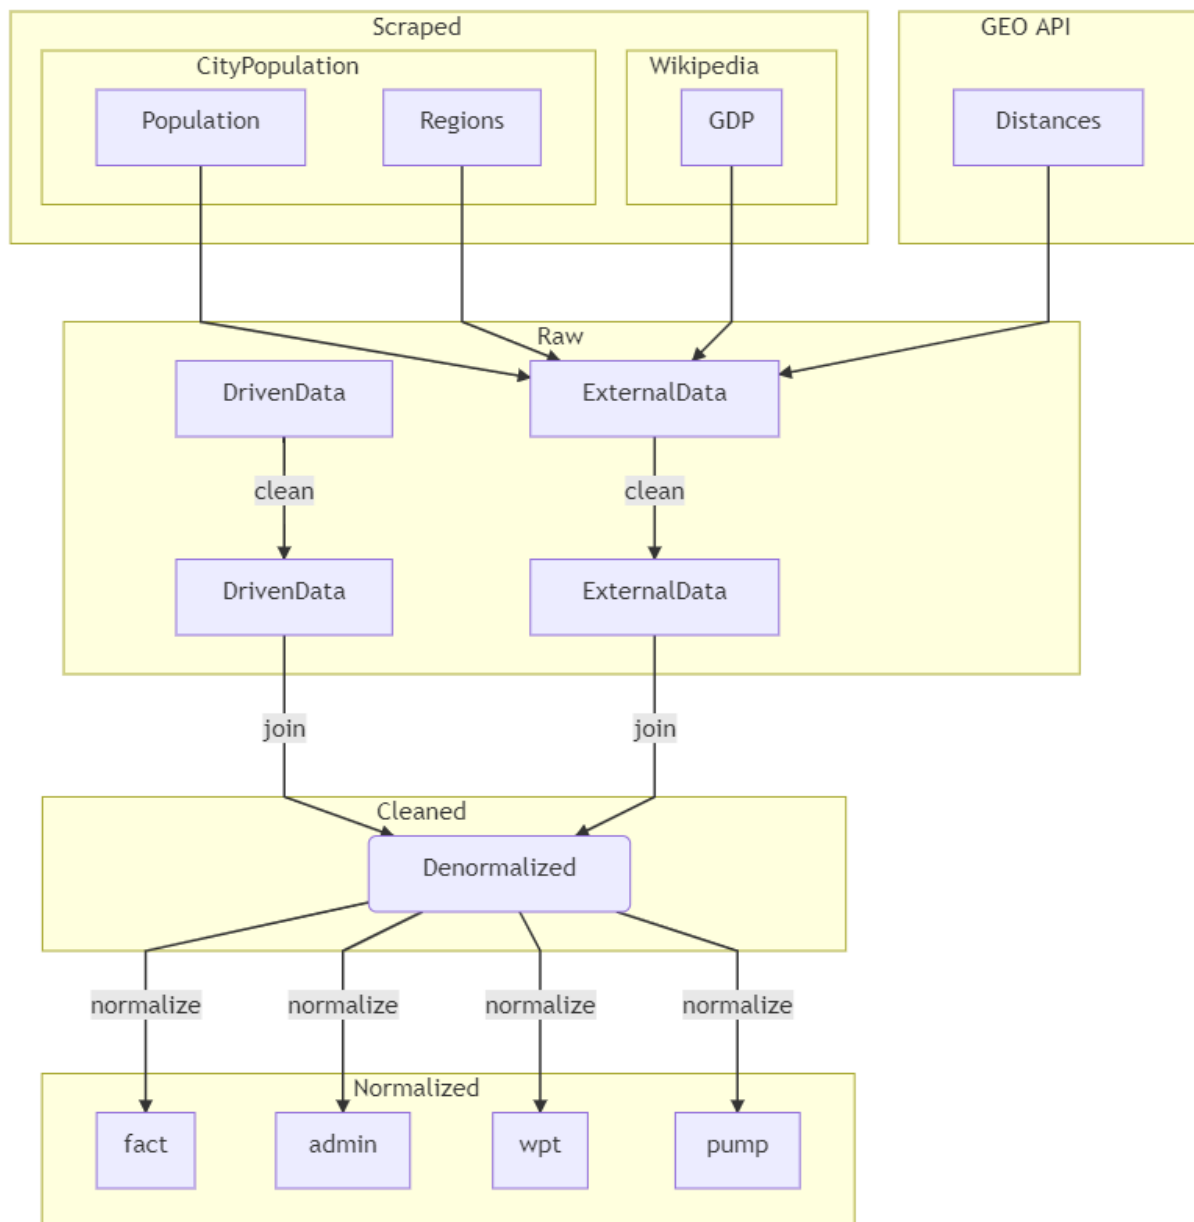 Scraped
GEO API
CityPopulation
Wikipedia
Population
Regions
GDP
Distances
Raw
DrivenData
ExternalData
clean
clean
DrivenData
ExternalData
join
join
Cleaned
Denormalized
normalize
normalize
normalize
normalize
Normalized
fact
admin
wpt
pump